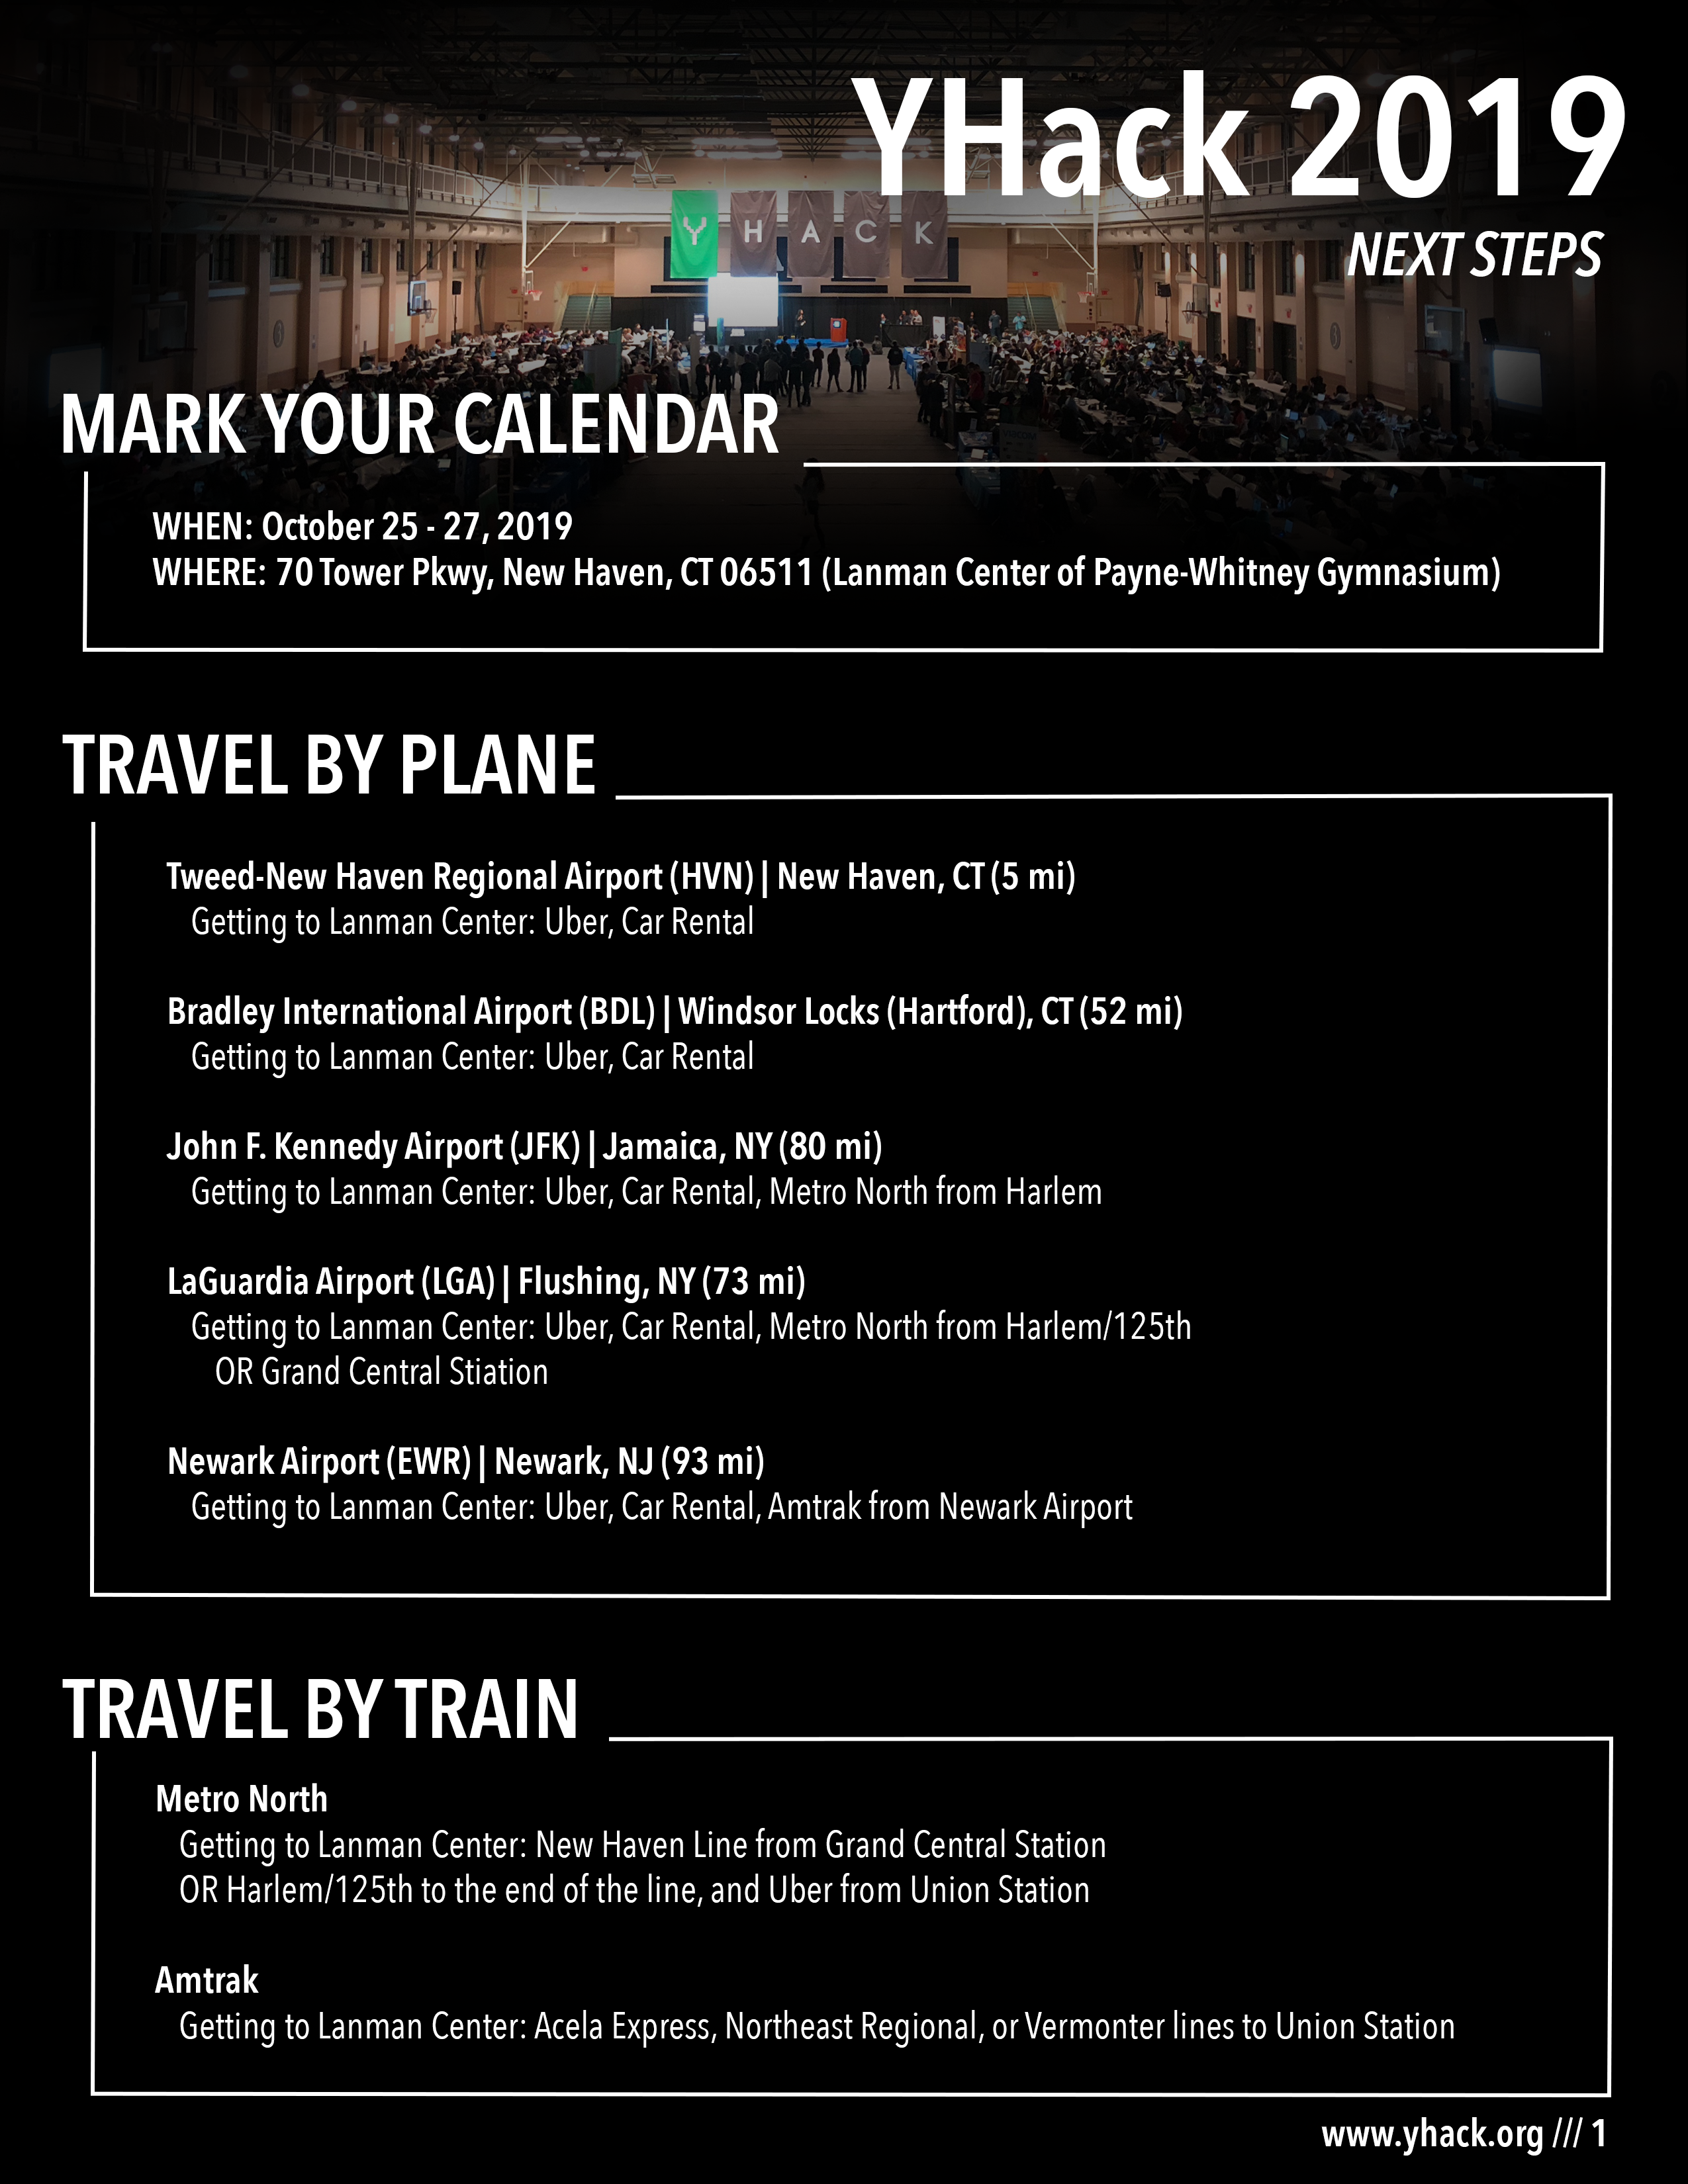 YHack 2019
NEXT STEPS
Y H A C K
MARK YOUR CALENDAR
WHEN: October 25 - 27, 2019
WHERE: 70 Tower Pkwy, New Haven, CT 06511 (Lanman Center of Payne-Whitney Gymnasium)
TRAVEL BY PLANE
Tweed-New Haven Regional Airport (HVN) | New Haven, CT (5 mi)
Getting to Lanman Center: Uber, Car Rental
Bradley International Airport (BDL) | Windsor Locks (Hartford), CT (52 mi)
Getting to Lanman Center: Uber, Car Rental
John F. Kennedy Airport (JFK) | Jamaica, NY (80 mi)
Getting to Lanman Center: Uber, Car Rental, Metro North from Harlem
LaGuardia Airport (LGA) | Flushing, NY (73 mi)
Getting to Lanman Center: Uber, Car Rental, Metro North from Harlem/125th
OR Grand Central Stiation
Newark Airport (EWR) | Newark, NJ (93 mi)
Getting to Lanman Center: Uber, Car Rental, Amtrak from Newark Airport
TRAVEL BY TRAIN
Metro North
Getting to Lanman Center: New Haven Line from Grand Central Station
OR Harlem/125th to the end of the line, and Uber from Union Station
Amtrak
Getting to Lanman Center: Acela Express, Northeast Regional, or Vermonter lines to Union Station
www.yhack.org /// 1